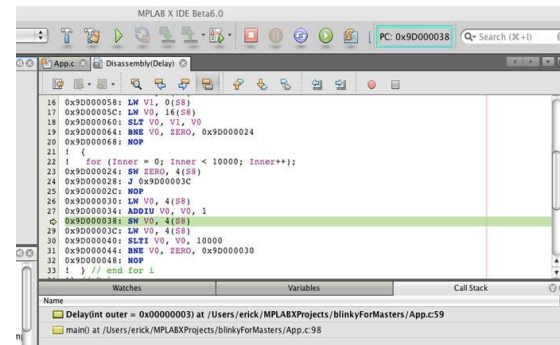 MPLAB X IDE Beta6.0
PC: 0x9D000038
Search (⌘+I)
App.c
Disassembly(Delay)
16 0x9D000058: LW V1, 0(S8)
17 0x9D00005C: LW V0, 16(S8)
18 0x9D000060: SLT V0, V1, V0
19 0x9D000064: BNE V0, ZERO, 0x9D000024
20 0x9D000068: NOP
21 ! {
22 ! for (Inner = 0; Inner < 10000; Inner++);
23 0x9D000024: SW ZERO, 4(S8)
24 0x9D000028: J 0x9D00003C
25 0x9D00002C: NOP
26 0x9D000030: LW V0, 4(S8)
27 0x9D000034: ADDIU V0, V0, 1
0x9D000038: SW V0, 4(S8)
29 0x9D00003C: LW V0, 4(S8)
30 0x9D000040: SLTI V0, V0, 10000
31 0x9D000044: BNE V0, ZERO, 0x9D000030
32 0x9D000048: NOP
33 ! } // end for i
Watches
Variables
Call Stack
Name
Delay(int outer = 0x00000003) at /Users/erick/MPLABXProjects/blinkyForMasters/App.c:59
main() at /Users/erick/MPLABXProjects/blinkyForMasters/App.c:98